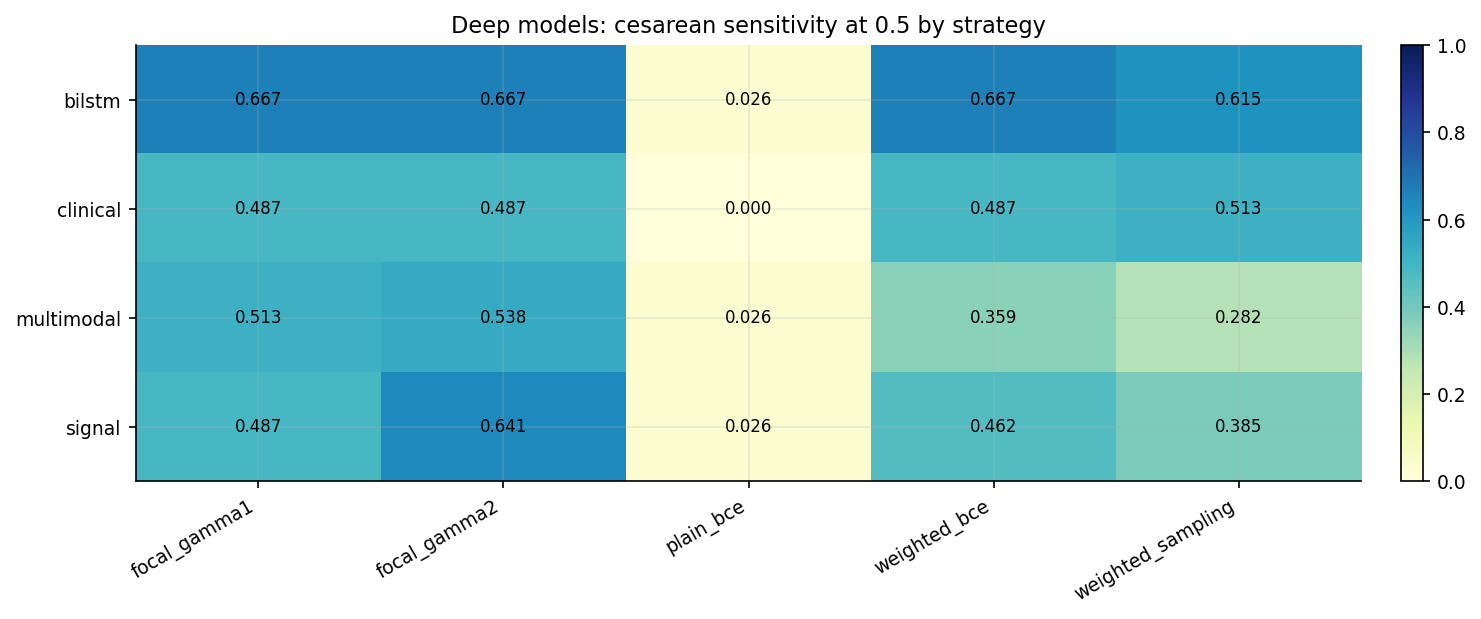 Deep models: cesarean sensitivity at 0.5 by strategy
bilstm 0.667 0.667 0.026 0.667 0.615
clinical 0.487 0.487 0.000 0.487 0.513
multimodal 0.513 0.538 0.026 0.359 0.282
signal 0.487 0.641 0.026 0.462 0.385
focal_gamma1 focal_gamma2 plain_bce weighted_bce weighted_sampling
1.0
0.8
0.6
0.4
0.2
0.0